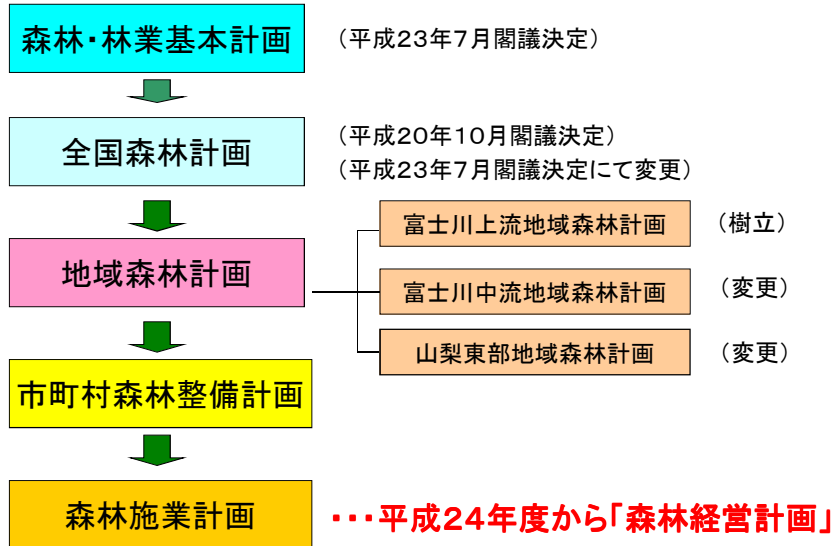 森林・林業基本計画 （平成２３年７月閣議決定）
全国森林計画 （平成２０年１０月閣議決定）
（平成２３年７月閣議決定にて変更）
地域森林計画
富士川上流地域森林計画 （樹立）
富士川中流地域森林計画 （変更）
山梨東部地域森林計画 （変更）
市町村森林整備計画
森林施業計画 ・・・平成２４年度から「森林経営計画」